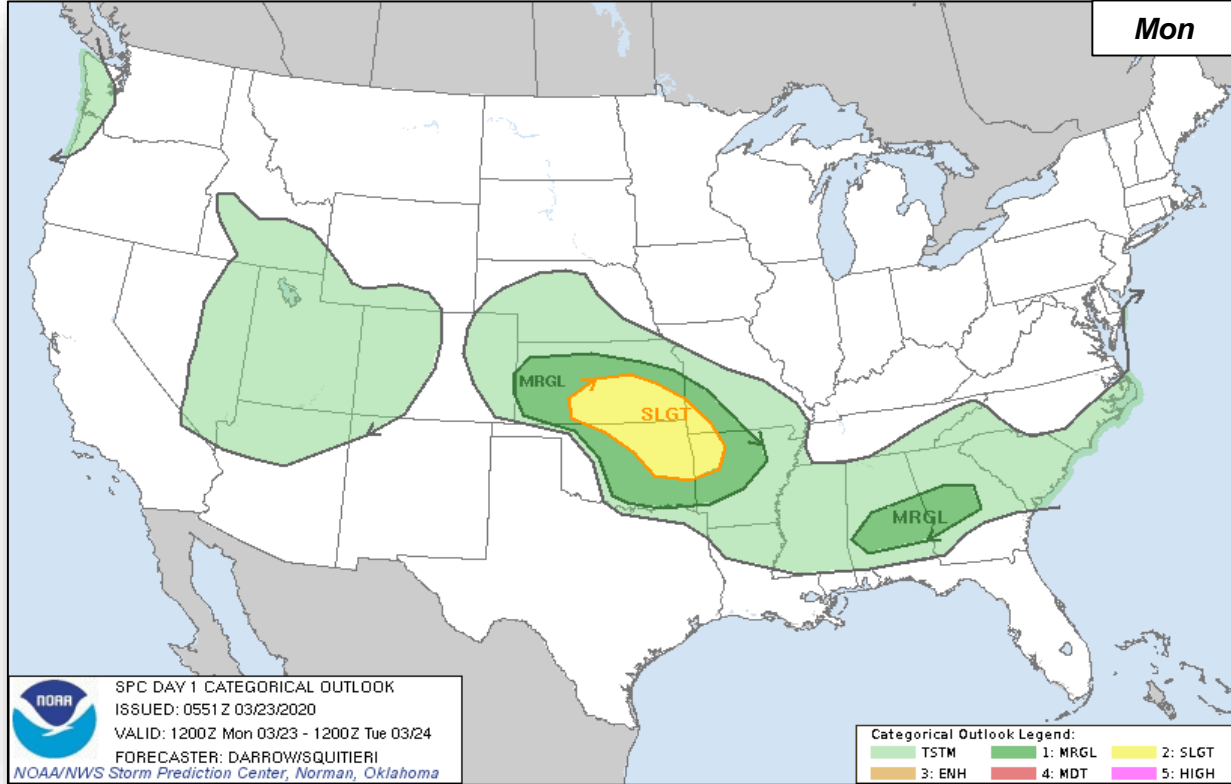 Mon
MRGL
SLGT
MRGL
NOAA
SPC DAY 1 CATEGORICAL OUTLOOK
ISSUED: 0551Z 03/23/2020
VALID: 1200Z Mon 03/23 - 1200Z Tue 03/24
FORECASTER: DARROW/SQUITIERI
NOAA/NWS Storm Prediction Center, Norman, Oklahoma
Categorical Outlook Legend:
TSTM 1: MRGL 2: SLGT
3: ENH 4: MDT 5: HIGH